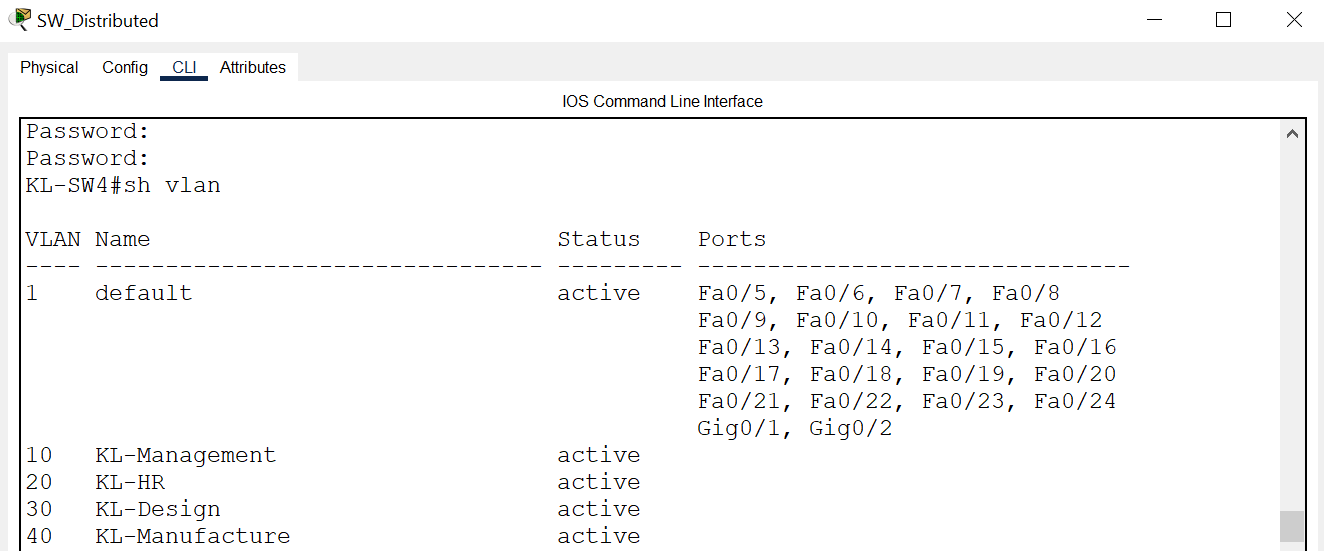 SW_Distributed
Physical Config CLI Attributes
IOS Command Line Interface
Password:
Password:
KL-SW4#sh vlan
VLAN Name                             Status    Ports
---- -------------------------------- --------- -------------------------------
1    default                          active    Fa0/5, Fa0/6, Fa0/7, Fa0/8
                                                Fa0/9, Fa0/10, Fa0/11, Fa0/12
                                                Fa0/13, Fa0/14, Fa0/15, Fa0/16
                                                Fa0/17, Fa0/18, Fa0/19, Fa0/20
                                                Fa0/21, Fa0/22, Fa0/23, Fa0/24
                                                Gig0/1, Gig0/2
10   KL-Management                    active
20   KL-HR                            active
30   KL-Design                        active
40   KL-Manufacture                   active